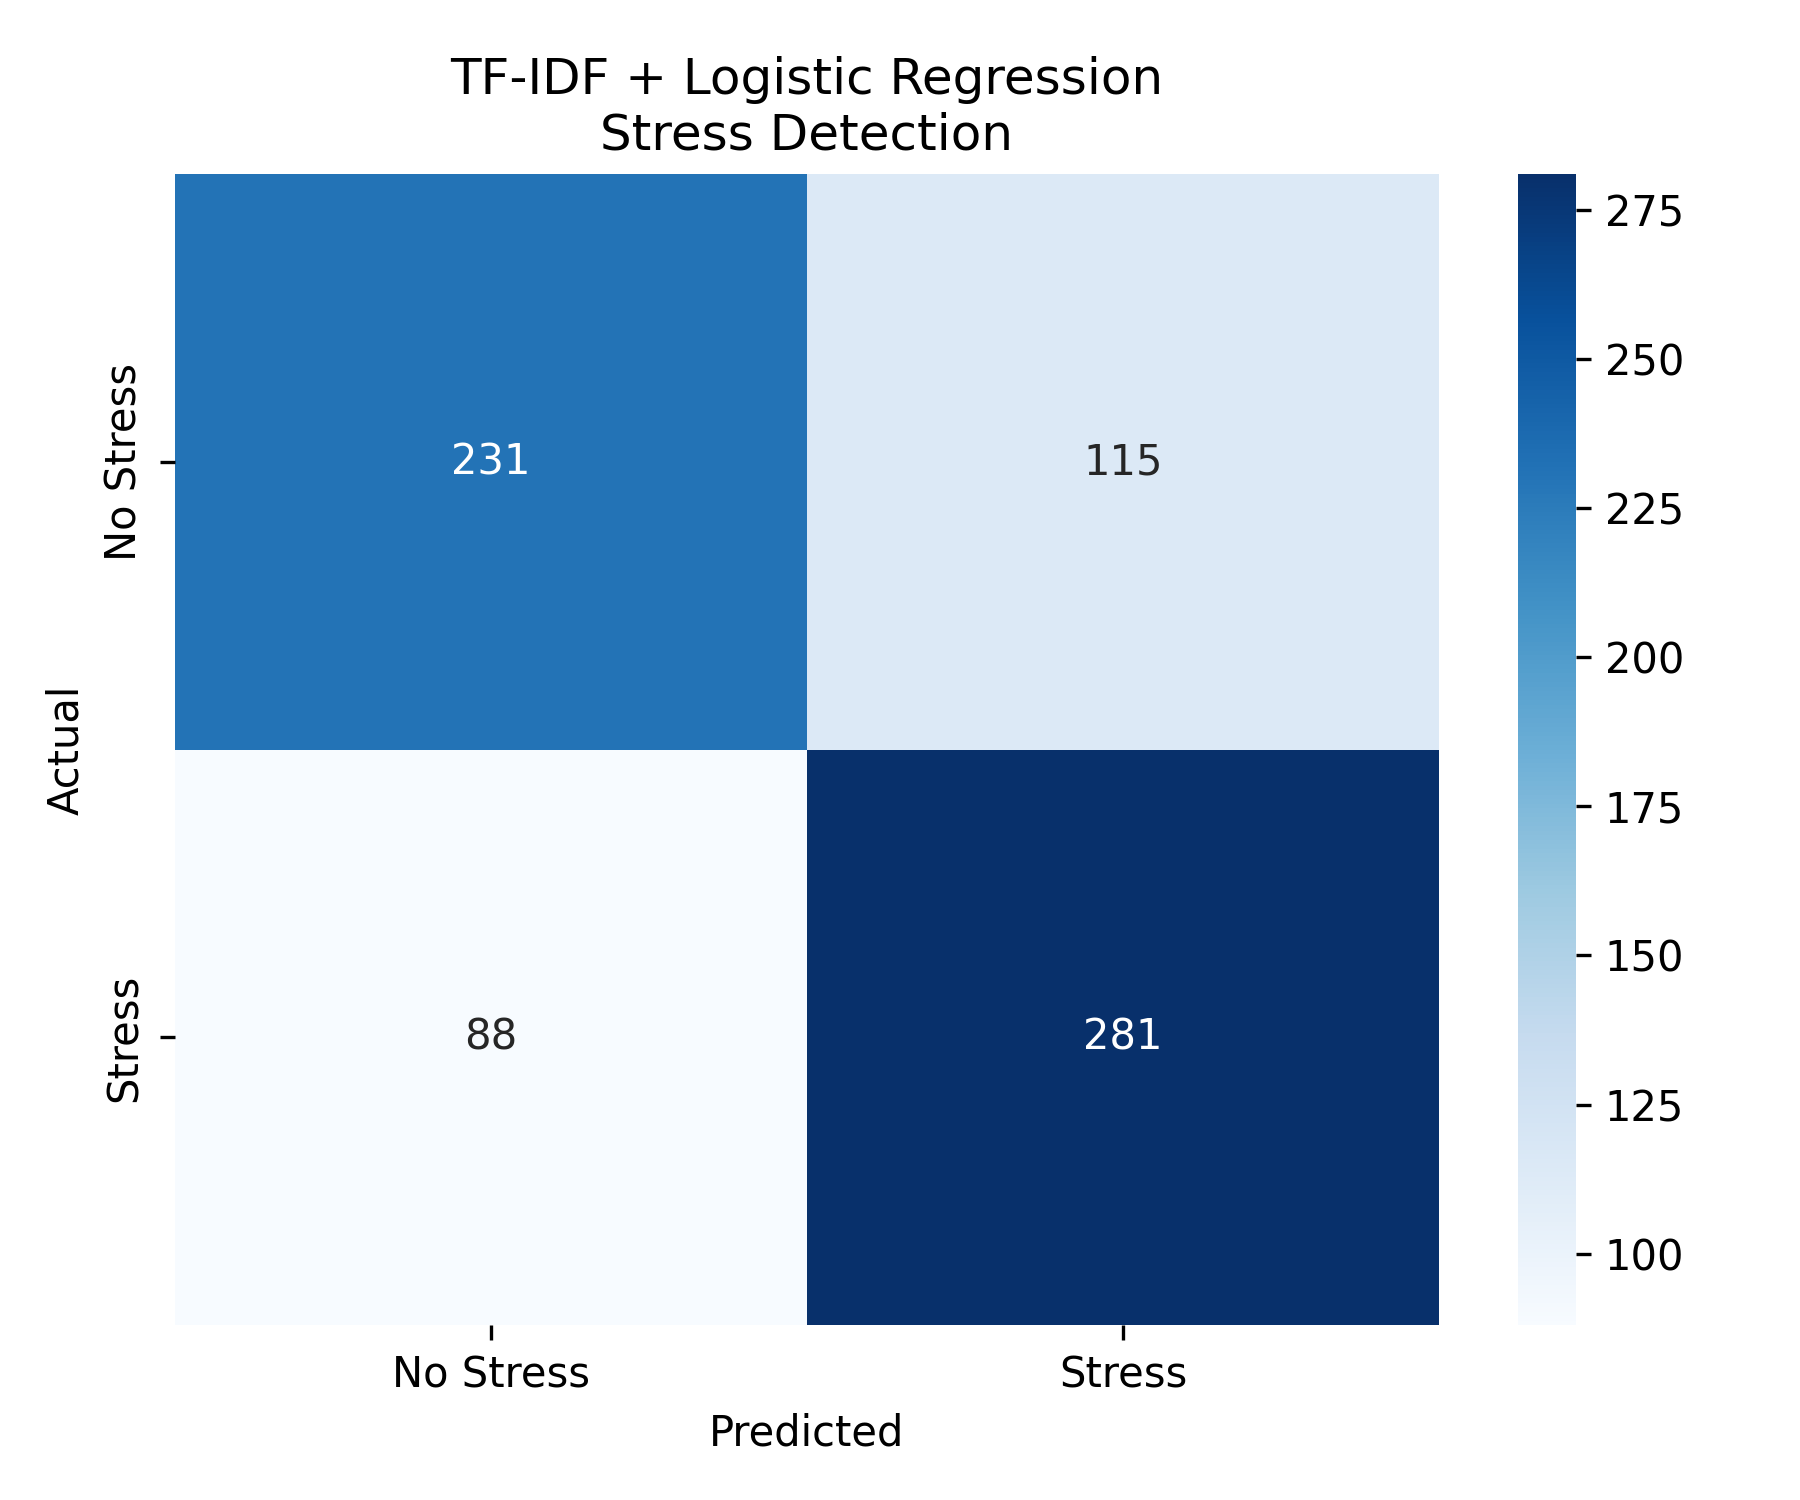 TF-IDF + Logistic Regression
Stress Detection
Actual
No Stress
231
115
Stress
88
281
No Stress
Stress
Predicted
275
250
225
200
175
150
125
100